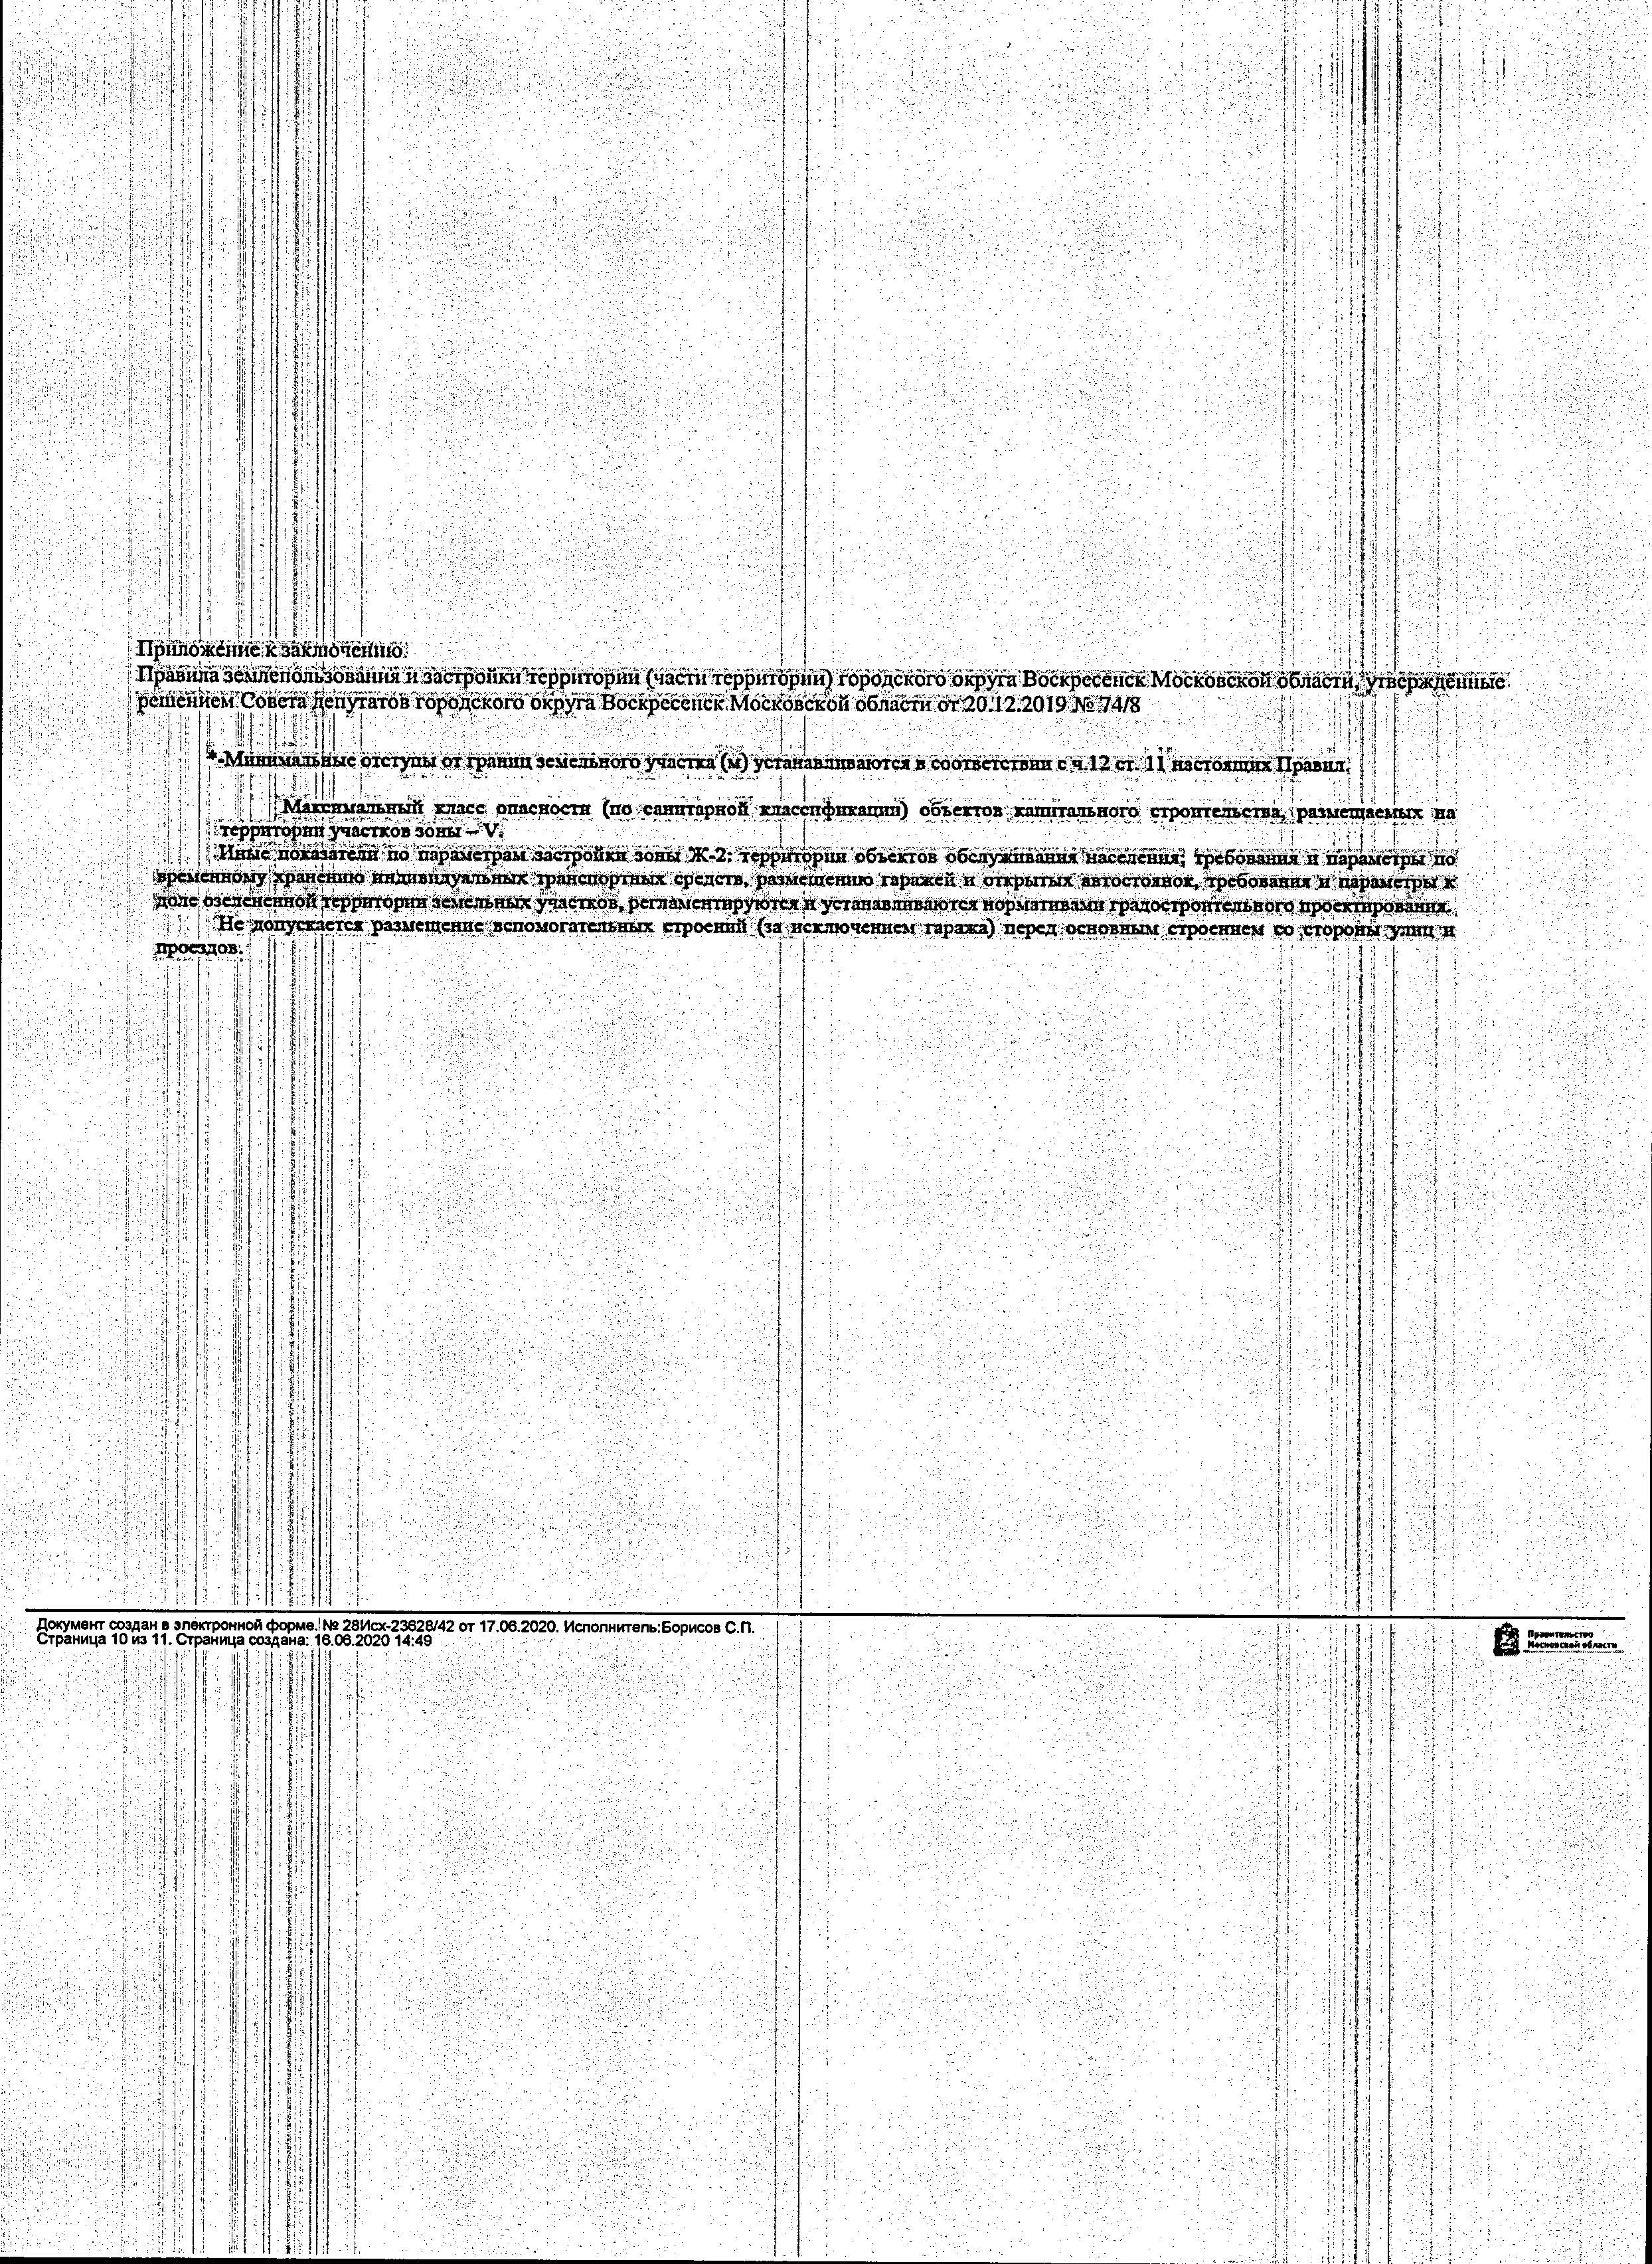 Приложение к заключению:
Правила землепользования и застройки территории (части территории) городского округа Воскресенск Московской области, утверждённые
решением Совета депутатов городского округа Воскресенск Московской области от 20.12.2019 № 74/8
*-Минимальные отступы от границ земельного участка (м) устанавливаются в соответствии с ч.12 ст. 11 настоящих Правил.
Максимальный класс опасности (по санитарной классификации) объектов капитального строительства, размещаемых на
территории участков зоны – V.
Иные показатели по параметрам застройки зоны Ж-2: территории объектов обслуживания населения; требования и параметры по
временному хранению индивидуальных транспортных средств, размещению гаражей и открытых автостоянок, требования и параметры к
доле озелененной территории земельных участков, регламентируются и устанавливаются нормативами градостроительного проектирования.
Не допускается размещение вспомогательных строений (за исключением гаража) перед основным строением со стороны улиц и
проездов.
Документ создан в электронной форме. № 28Исх-23628/42 от 17.06.2020. Исполнитель:Борисов С.П.
Страница 10 из 11. Страница создана: 16.06.2020 14:49
Правительство
Московской области